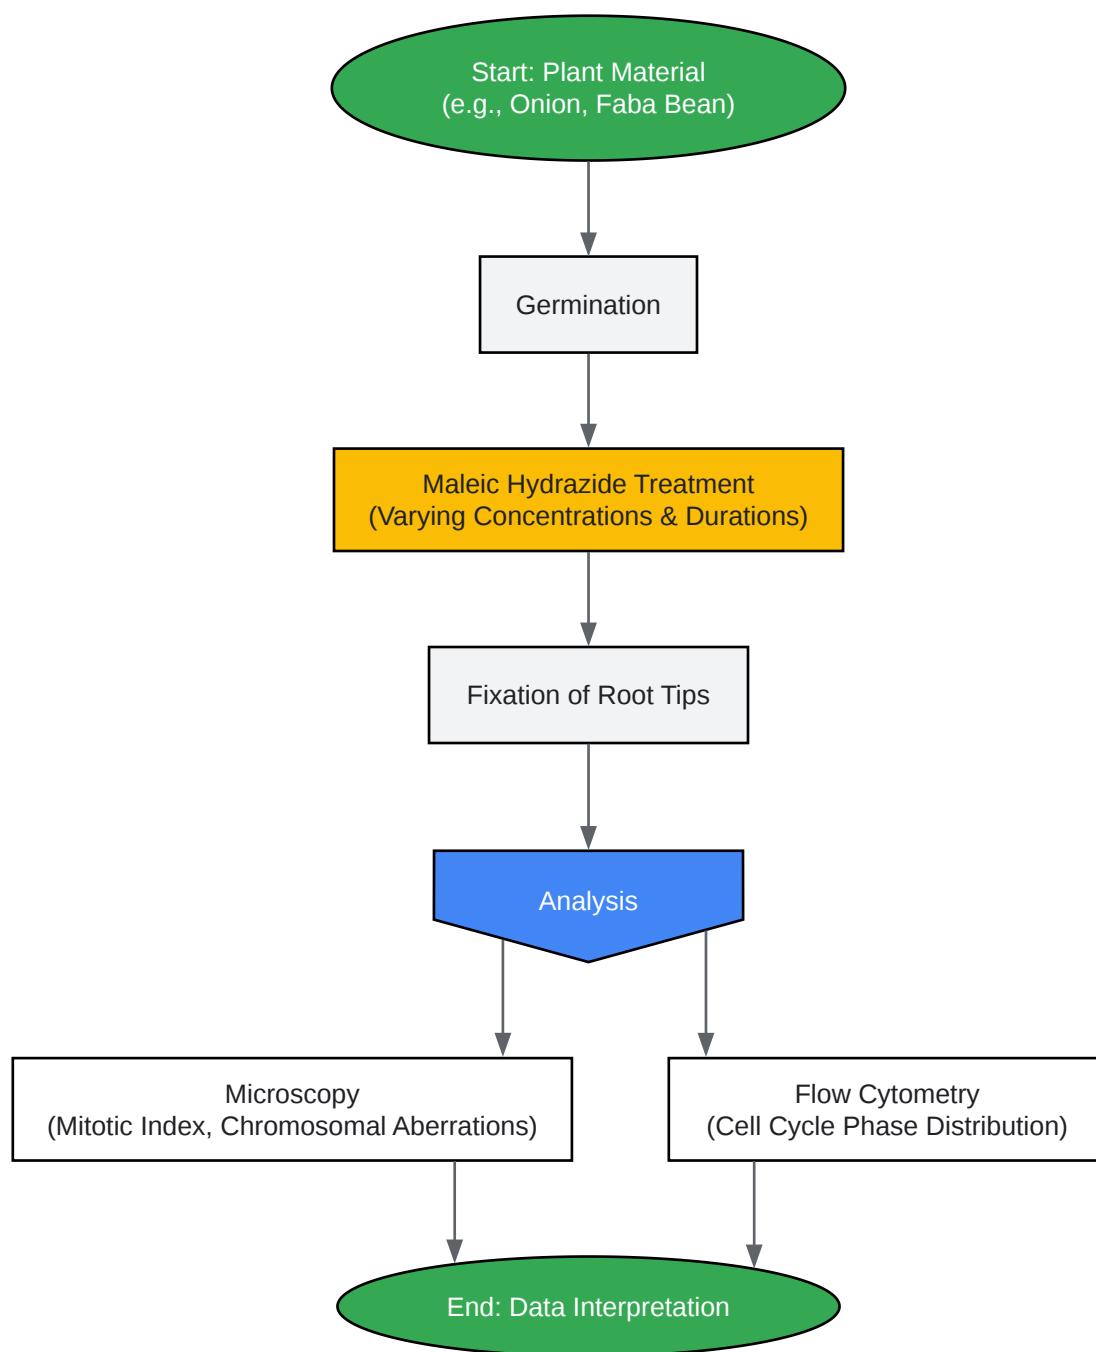 Start: Plant Material
(e.g., Onion, Faba Bean)
Germination
Maleic Hydrazide Treatment
(Varying Concentrations & Durations)
Fixation of Root Tips
Analysis
Microscopy
(Mitotic Index, Chromosomal Aberrations)
Flow Cytometry
(Cell Cycle Phase Distribution)
End: Data Interpretation